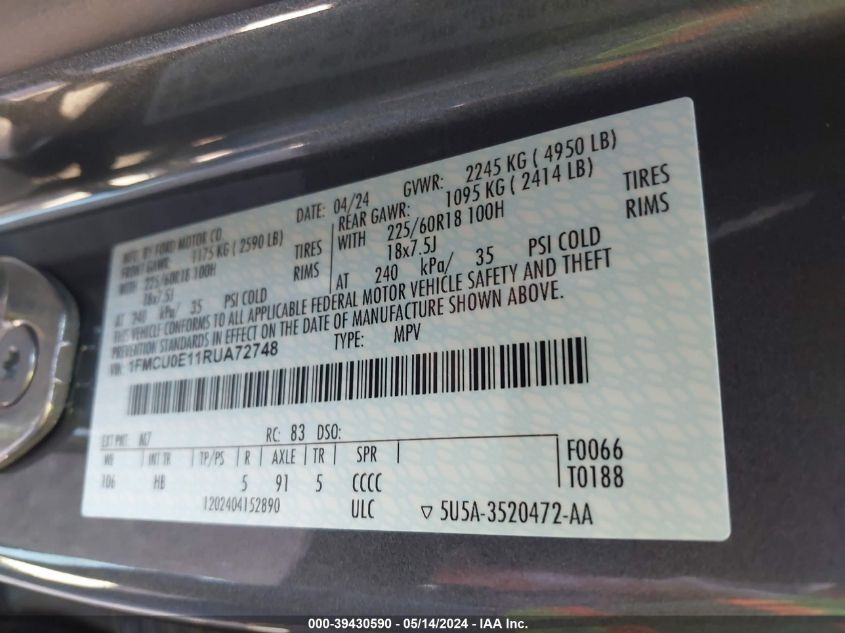 MFG. BY FORD MOTOR CO. DATE: 04/24 GVWR: 2245 KG ( 4950 LB)
FRONT GAWR: 1175 KG ( 2590 LB) REAR GAWR: 1095 KG ( 2414 LB)
WITH 225/60R18 100H TIRES WITH 225/60R18 100H TIRES
18x7.5J RIMS 18x7.5J RIMS
AT 240 kPa/ 35 PSI COLD AT 240 kPa/ 35 PSI COLD
THIS VEHICLE CONFORMS TO ALL APPLICABLE FEDERAL MOTOR VEHICLE SAFETY AND THEFT
PREVENTION STANDARDS IN EFFECT ON THE DATE OF MANUFACTURE SHOWN ABOVE.
VIN: 1FMCU0E11RUA72748 TYPE: MPV
EXT PNT: RC: 83 DSO:
WB INT TR TP/PS R AXLE TR SPR F0066
106 HB 5 91 5 CCCC T0188
1202404152890 ULC ▽ 5U5A-3520472-AA
000-39430590 - 05/14/2024 - IAA Inc.